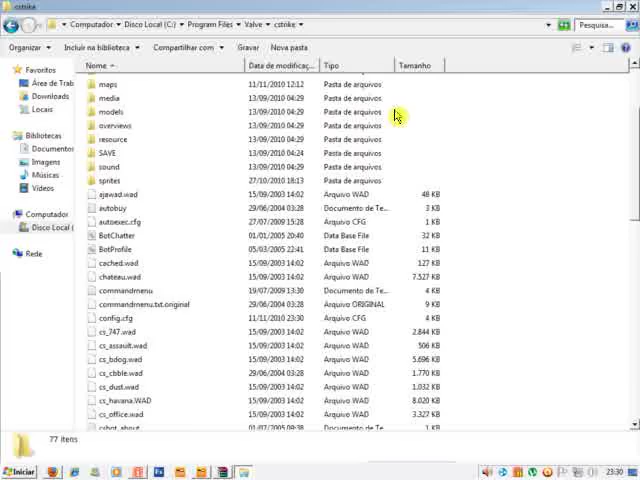 cstrike
Computador ▸ Disco Local (C:) ▸ Program Files ▸ Valve ▸ cstrike ▸
Pesquisa...
Organizar Incluir na biblioteca Compartilhar com Gravar Nova pasta
Nome Data de modificaç... Tipo Tamanho
maps 11/11/2010 12:12 Pasta de arquivos
media 13/09/2010 04:29 Pasta de arquivos
models 13/09/2010 04:29 Pasta de arquivos
overviews 13/09/2010 04:29 Pasta de arquivos
resource 13/09/2010 04:29 Pasta de arquivos
SAVE 13/09/2010 04:24 Pasta de arquivos
sound 13/09/2010 04:29 Pasta de arquivos
sprites 27/10/2010 18:13 Pasta de arquivos
ajawad.wad 15/09/2003 14:02 Arquivo WAD 48 KB
autobuy 29/06/2004 03:28 Documento de Te... 3 KB
autoexec.cfg 27/07/2009 15:28 Arquivo CFG 1 KB
BotChatter 01/01/2005 20:40 Data Base File 32 KB
BotProfile 05/03/2005 22:41 Data Base File 11 KB
cached.wad 15/09/2003 14:02 Arquivo WAD 127 KB
chateau.wad 15/09/2003 14:02 Arquivo WAD 7.527 KB
commandmenu 19/07/2009 13:30 Documento de Te... 4 KB
commandmenu.txt.original 29/06/2004 03:28 Arquivo ORIGINAL 9 KB
config.cfg 11/11/2010 23:30 Arquivo CFG 4 KB
cs_747.wad 15/09/2003 14:02 Arquivo WAD 2.844 KB
cs_assault.wad 15/09/2003 14:02 Arquivo WAD 506 KB
cs_bdog.wad 15/09/2003 14:02 Arquivo WAD 5.696 KB
cs_cbble.wad 29/06/2004 03:28 Arquivo WAD 1.770 KB
cs_dust.wad 15/09/2003 14:02 Arquivo WAD 1.032 KB
cs_havana.WAD 15/09/2003 14:02 Arquivo WAD 8.020 KB
cs_office.wad 15/09/2003 14:02 Arquivo WAD 3.327 KB
csbot_about 01/07/2005 09:38 Documento de Te... 1 KB
Favoritos
Área de Trab
Downloads
Locais
Bibliotecas
Documentos
Imagens
Músicas
Vídeos
Computador
Disco Local (
Rede
77 itens
Iniciar
23:30